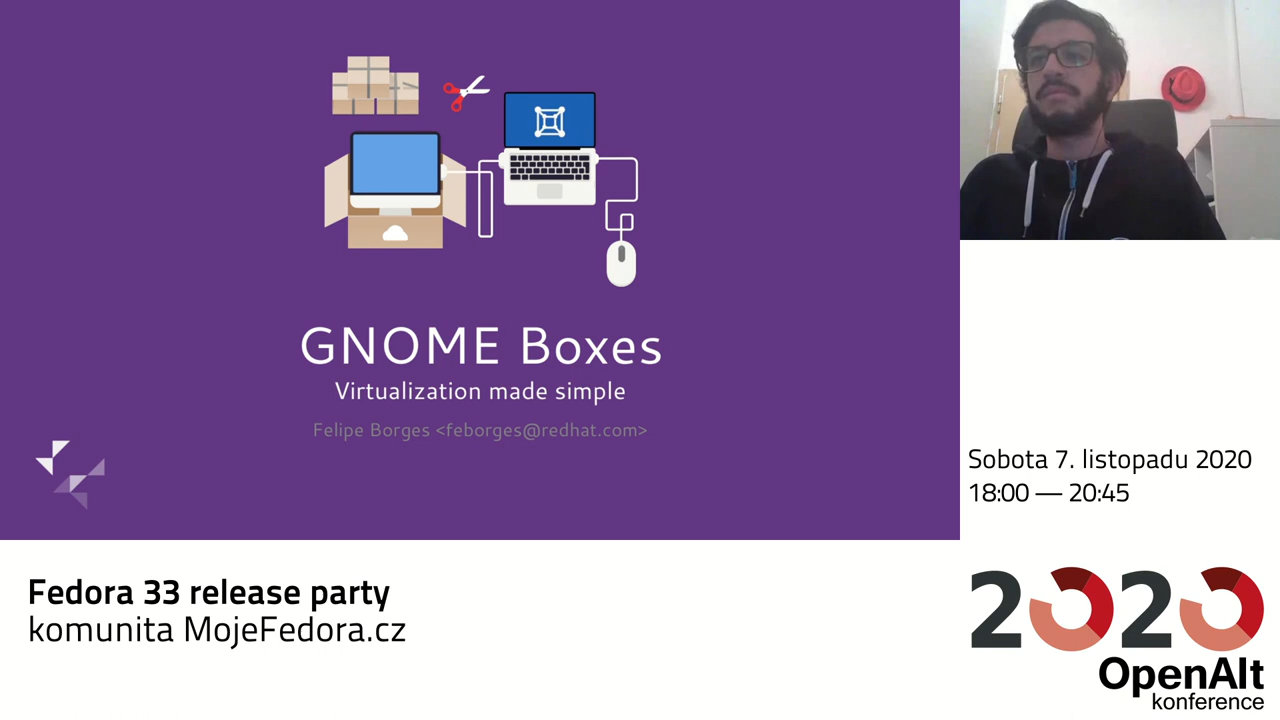 GNOME Boxes
Virtualization made simple
Felipe Borges <feborges@redhat.com>
Sobota 7. listopadu 2020
18:00 — 20:45
Fedora 33 release party
komunita MojeFedora.cz
2020
OpenAlt
konference